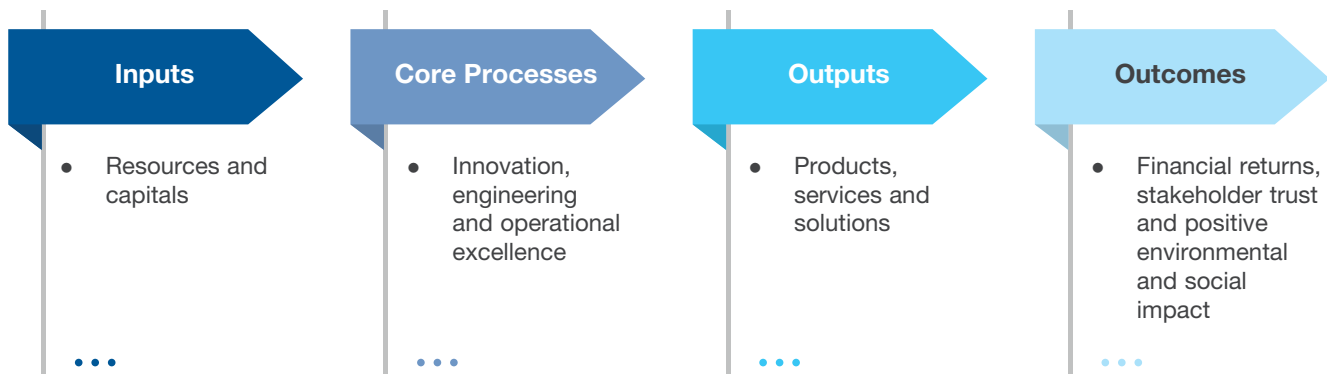 Inputs
● Resources and
capitals
Core Processes
● Innovation,
engineering
and operational
excellence
Outputs
● Products,
services and
solutions
Outcomes
● Financial returns,
stakeholder trust
and positive
environmental
and social
impact